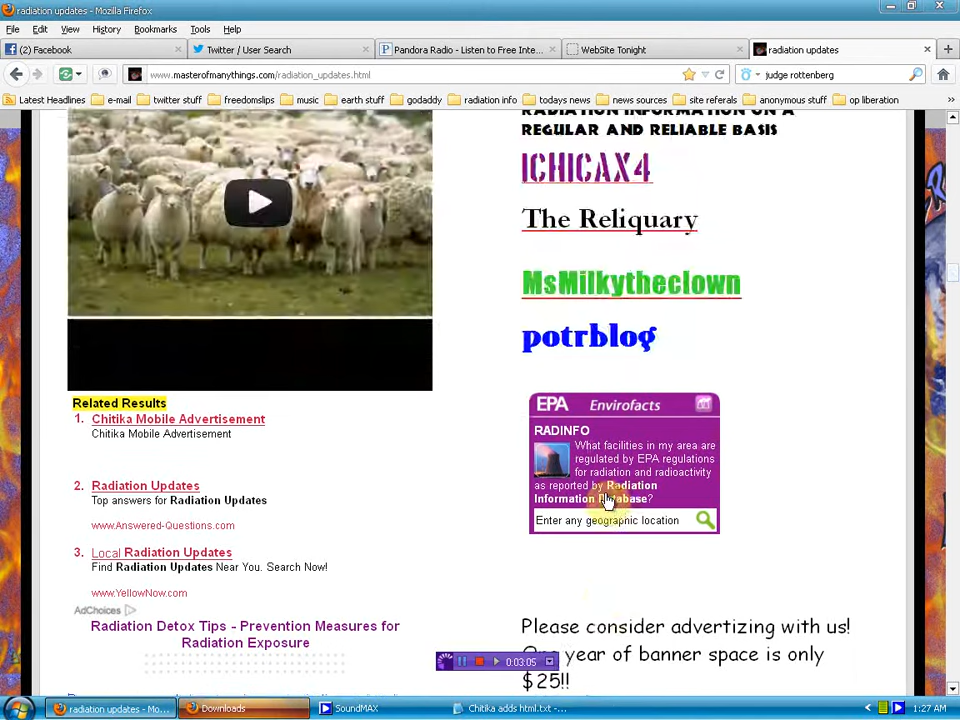 radiation updates - Mozilla Firefox
File Edit View History Bookmarks Tools Help
(2) Facebook
Twitter / User Search
Pandora Radio - Listen to Free Inte...
WebSite Tonight
radiation updates
www.masterofmanythings.com/radiation_updates.html
judge rottenberg
Latest Headlines e-mail twitter stuff freedomslips music earth stuff godaddy radiation info todays news news sources site referals anonymous stuff op liberation »
RADIATION INFORMATION ON A
REGULAR AND RELIABLE BASIS
ICHICAX4
The Reliquary
MsMilkytheclown
potrblog
EPA Envirofacts
RADINFO
What facilities in my area are
regulated by EPA regulations
for radiation and radioactivity
as reported by Radiation
Information Database?
Enter any geographic location
Related Results
1. Chitika Mobile Advertisement
Chitika Mobile Advertisement
2. Radiation Updates
Top answers for Radiation Updates
www.Answered-Questions.com
3. Local Radiation Updates
Find Radiation Updates Near You. Search Now!
www.YellowNow.com
AdChoices
Radiation Detox Tips - Prevention Measures for
Radiation Exposure
Please consider advertizing with us!
One year of banner space is only
$25!!
0:03:05
radiation updates - Mo...
Downloads
SoundMAX
Chitika adds html.txt -...
1:27 AM